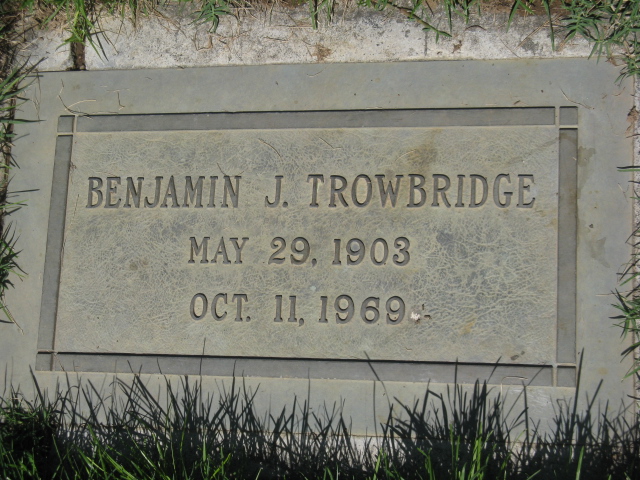 BENJAMIN J. TROWBRIDGE
MAY 29, 1903
OCT. 11, 1969